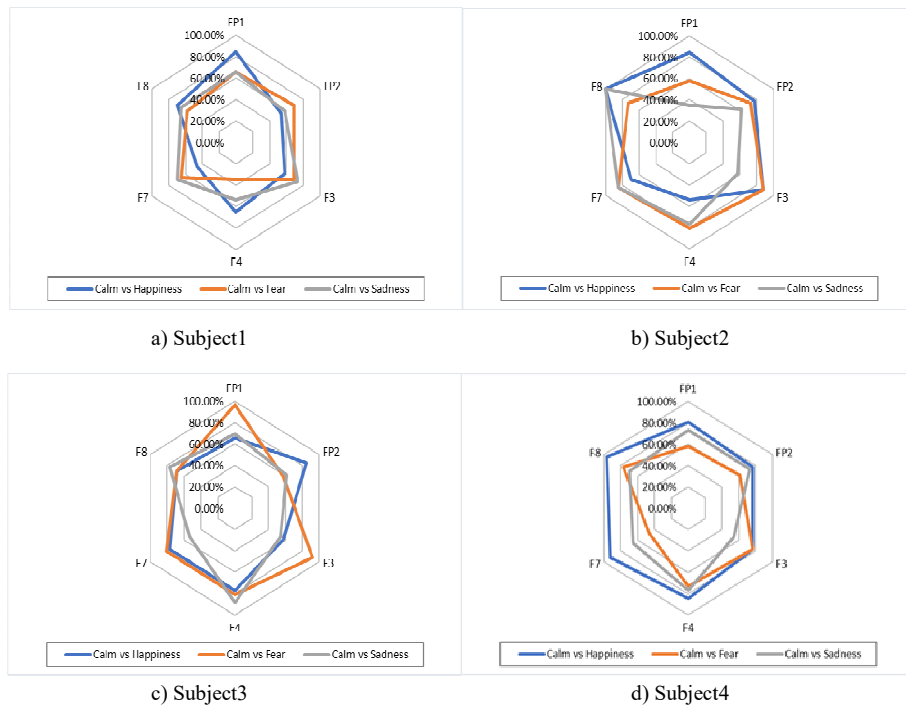 FP1
100.00%
80.00%
F8
FP2
60.00%
40.00%
20.00%
0.00%
F7
F3
F4
Calm vs Happiness Calm vs Fear Calm vs Sadness
a) Subject1
FP1
100.00%
80.00%
F8
FP2
60.00%
40.00%
20.00%
0.00%
F7
F3
F4
Calm vs Happiness Calm vs Fear Calm vs Sadness
b) Subject2
FP1
100.00%
80.00%
F8
FP2
60.00%
40.00%
20.00%
0.00%
F7
F3
F4
Calm vs Happiness Calm vs Fear Calm vs Sadness
c) Subject3
FP1
100.00%
80.00%
F8
FP2
60.00%
40.00%
20.00%
0.00%
F7
F3
F4
Calm vs Happiness Calm vs Fear Calm vs Sadness
d) Subject4